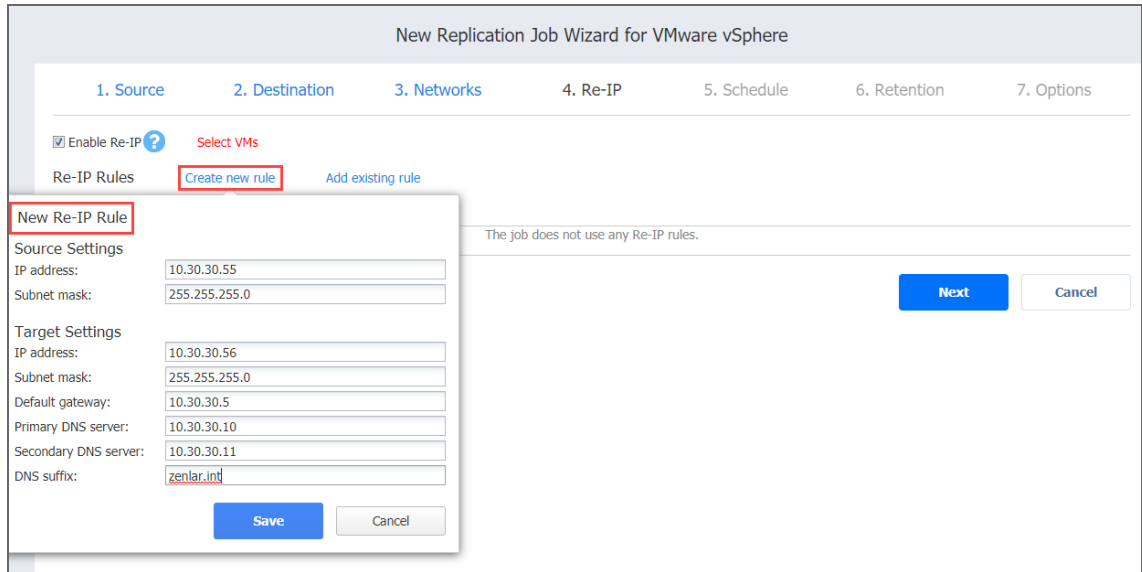 New Replication Job Wizard for VMware vSphere
1. Source 2. Destination 3. Networks 4. Re-IP 5. Schedule 6. Retention 7. Options
Enable Re-IP ? Select VMs
Re-IP Rules Create new rule Add existing rule
The job does not use any Re-IP rules.
Next Cancel
New Re-IP Rule
Source Settings
IP address: 10.30.30.55
Subnet mask: 255.255.255.0
Target Settings
IP address: 10.30.30.56
Subnet mask: 255.255.255.0
Default gateway: 10.30.30.5
Primary DNS server: 10.30.30.10
Secondary DNS server: 10.30.30.11
DNS suffix: zenlar.int
Save Cancel